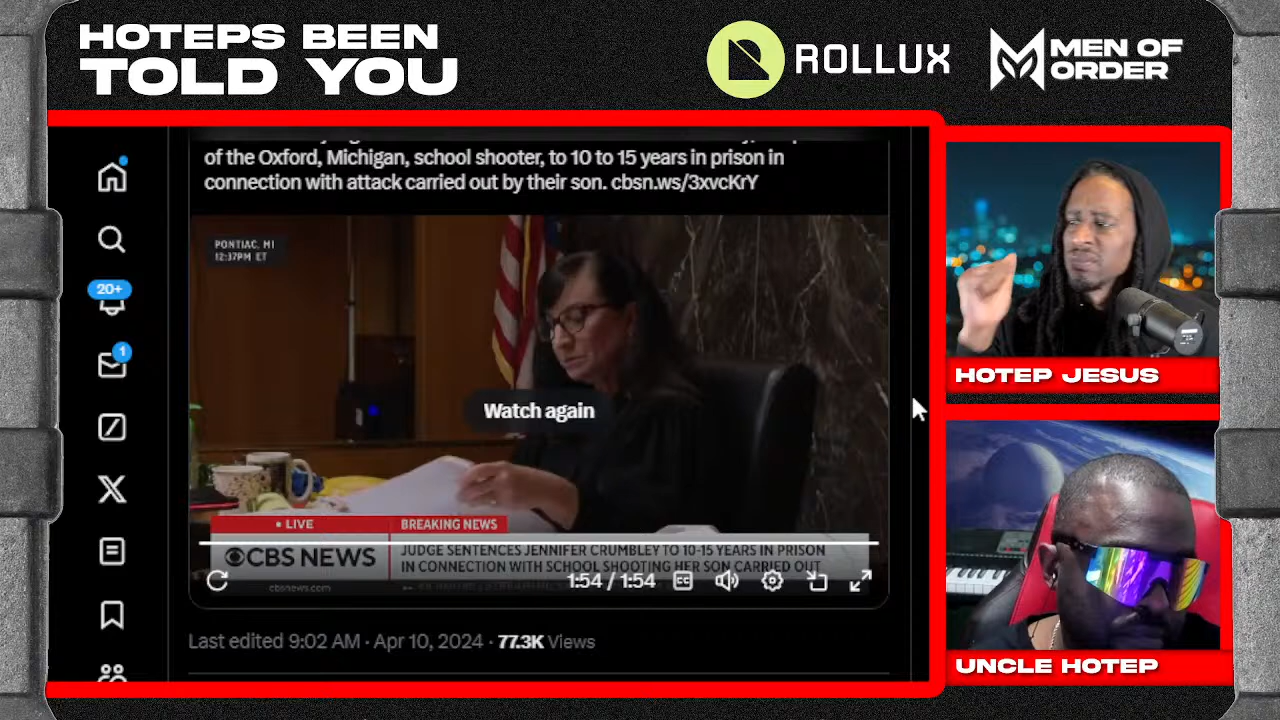 HOTEPS BEEN
TOLD YOU
ROLLUX
MEN OF
ORDER
of the Oxford, Michigan, school shooter, to 10 to 15 years in prison in
connection with attack carried out by their son. cbsn.ws/3xvcKrY
PONTIAC, MI
12:37PM ET
20+
1
Watch again
• LIVE
BREAKING NEWS
CBS NEWS
JUDGE SENTENCES JENNIFER CRUMBLEY TO 10-15 YEARS IN PRISON
IN CONNECTION WITH SCHOOL SHOOTING HER SON CARRIED OUT
cbsnews.com
1:54 / 1:54
CC
Last edited 9:02 AM · Apr 10, 2024 · 77.3K Views
HOTEP JESUS
UNCLE HOTEP